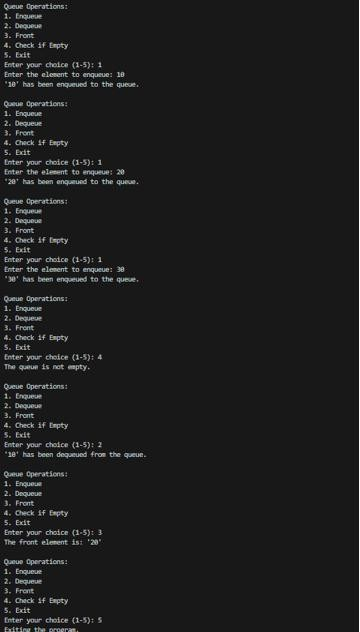 Queue Operations:
1. Enqueue
2. Dequeue
3. Front
4. Check if Empty
5. Exit
Enter your choice (1-5): 1
Enter the element to enqueue: 10
'10' has been enqueued to the queue.

Queue Operations:
1. Enqueue
2. Dequeue
3. Front
4. Check if Empty
5. Exit
Enter your choice (1-5): 1
Enter the element to enqueue: 20
'20' has been enqueued to the queue.

Queue Operations:
1. Enqueue
2. Dequeue
3. Front
4. Check if Empty
5. Exit
Enter your choice (1-5): 1
Enter the element to enqueue: 30
'30' has been enqueued to the queue.

Queue Operations:
1. Enqueue
2. Dequeue
3. Front
4. Check if Empty
5. Exit
Enter your choice (1-5): 4
The queue is not empty.

Queue Operations:
1. Enqueue
2. Dequeue
3. Front
4. Check if Empty
5. Exit
Enter your choice (1-5): 2
'10' has been dequeued from the queue.

Queue Operations:
1. Enqueue
2. Dequeue
3. Front
4. Check if Empty
5. Exit
Enter your choice (1-5): 3
The front element is: '20'

Queue Operations:
1. Enqueue
2. Dequeue
3. Front
4. Check if Empty
5. Exit
Enter your choice (1-5): 5
Exiting the program.